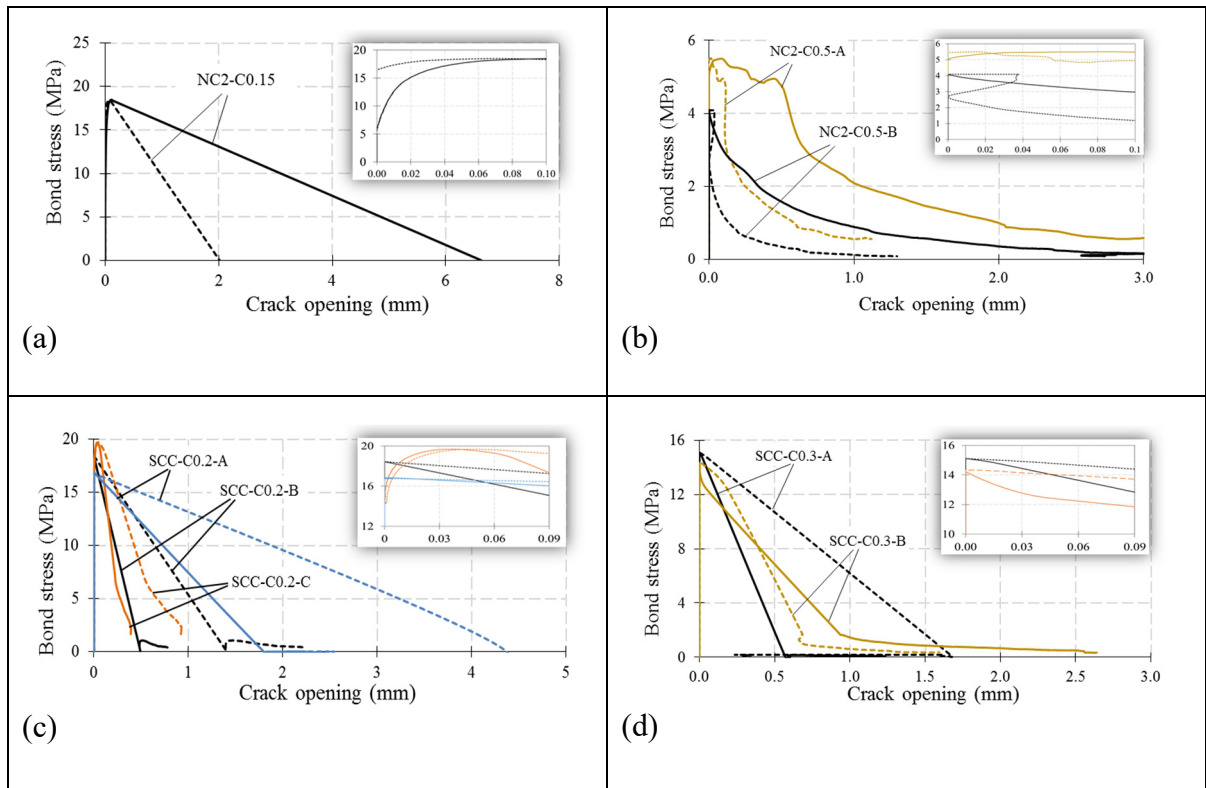 25
20
15
10
5
0
Bond stress (MPa)
NC2-C0.15
20
15
10
5
0
0.00 0.02 0.04 0.06 0.08 0.10
0 2 4 6 8
Crack opening (mm)
(a)
6
4
2
0
Bond stress (MPa)
NC2-C0.5-A
NC2-C0.5-B
6
5
4
3
2
1
0
0 0.02 0.04 0.06 0.08 0.1
0.0 1.0 2.0 3.0
Crack opening (mm)
(b)
20
15
10
5
0
Bond stress (MPa)
SCC-C0.2-A
SCC-C0.2-B
SCC-C0.2-C
20
18
16
14
12
0 0.03 0.06 0.09
0 1 2 3 4 5
Crack opening (mm)
(c)
16
12
8
4
0
Bond stress (MPa)
SCC-C0.3-A
SCC-C0.3-B
16
15
14
13
12
11
10
0.00 0.03 0.06 0.09
0.0 0.5 1.0 1.5 2.0 2.5 3.0
Crack opening (mm)
(d)